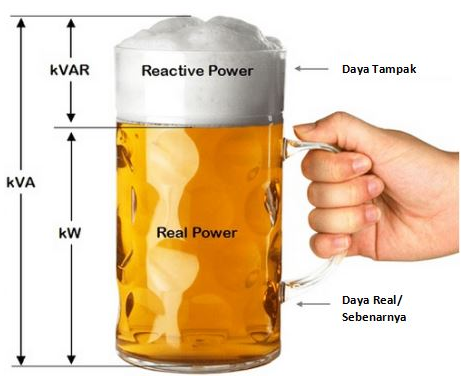 kVAR
Reactive Power
Daya Tampak
kVA
kW
Real Power
Daya Real/
Sebenarnya